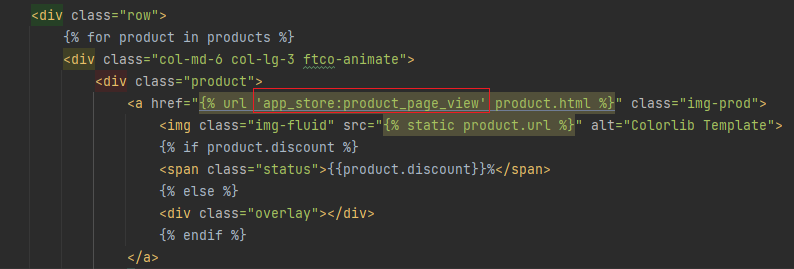 <div class="row">
{% for product in products %}
<div class="col-md-6 col-lg-3 ftco-animate">
<div class="product">
<a href="{% url 'app_store:product_page_view' product.html %}" class="img-prod">
<img class="img-fluid" src="{% static product.url %}" alt="Colorlib Template">
{% if product.discount %}
<span class="status">{{product.discount}}%</span>
{% else %}
<div class="overlay"></div>
{% endif %}
</a>